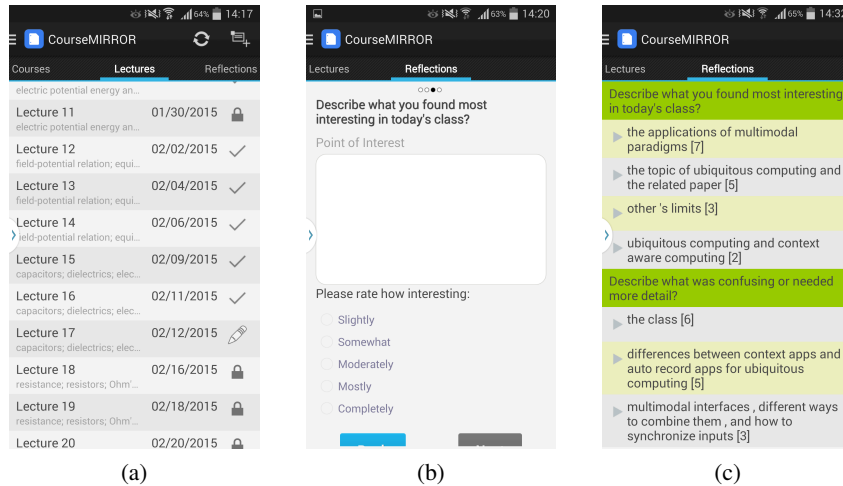 64% 14:17
CourseMIRROR
Courses Lectures Reflections
electric potential energy an...
Lecture 11 01/30/2015
electric potential energy an...
Lecture 12 02/02/2015
field-potential relation; equi...
Lecture 13 02/04/2015
field-potential relation; equi...
Lecture 14 02/06/2015
field-potential relation; equi...
Lecture 15 02/09/2015
capacitors; dielectrics; elec...
Lecture 16 02/11/2015
capacitors; dielectrics; elec...
Lecture 17 02/12/2015
capacitors; dielectrics; elec...
Lecture 18 02/16/2015
resistance; resistors; Ohm'...
Lecture 19 02/18/2015
resistance; resistors; Ohm'...
Lecture 20 02/20/2015
(a)
63% 14:20
CourseMIRROR
Lectures Reflections
Describe what you found most
interesting in today's class?
Point of Interest
Please rate how interesting:
Slightly
Somewhat
Moderately
Mostly
Completely
(b)
65% 14:32
CourseMIRROR
Lectures Reflections
Describe what you found most interesting
in today's class?
the applications of multimodal
paradigms [7]
the topic of ubiquitous computing and
the related paper [5]
other 's limits [3]
ubiquitous computing and context
aware computing [2]
Describe what was confusing or needed
more detail?
the class [6]
differences between context apps and
auto record apps for ubiquitous
computing [5]
multimodal interfaces , different ways
to combine them , and how to
synchronize inputs [3]
(c)